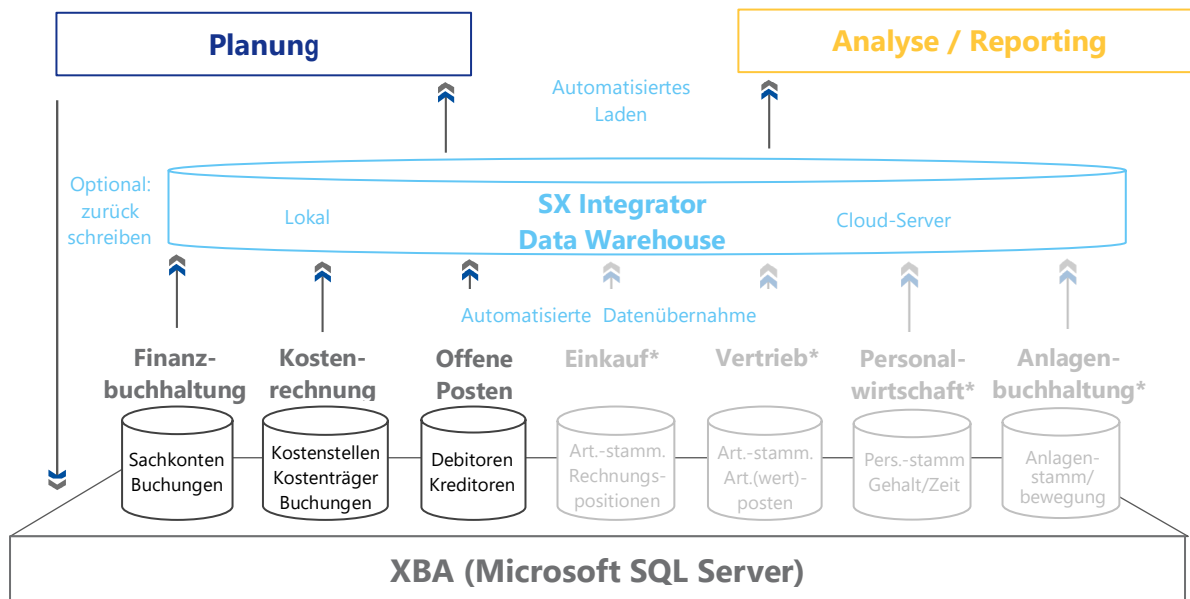 Planung
Analyse / Reporting
Automatisiertes
Laden
Optional:
zurück
schreiben
Lokal
SX Integrator
Data Warehouse
Cloud-Server
Automatisierte Datenübernahme
Finanz-
buchhaltung
Kosten-
rechnung
Offene
Posten
Einkauf*
Vertrieb*
Personal-
wirtschaft*
Anlagen-
buchhaltung*
Sachkonten
Buchungen
Kostenstellen
Kostenträger
Buchungen
Debitoren
Kreditoren
Art.-stamm.
Rechnungs-
positionen
Art.-stamm.
Art.(wert)-
posten
Pers.-stamm
Gehalt/Zeit
Anlagen-
stamm/
bewegung
XBA (Microsoft SQL Server)